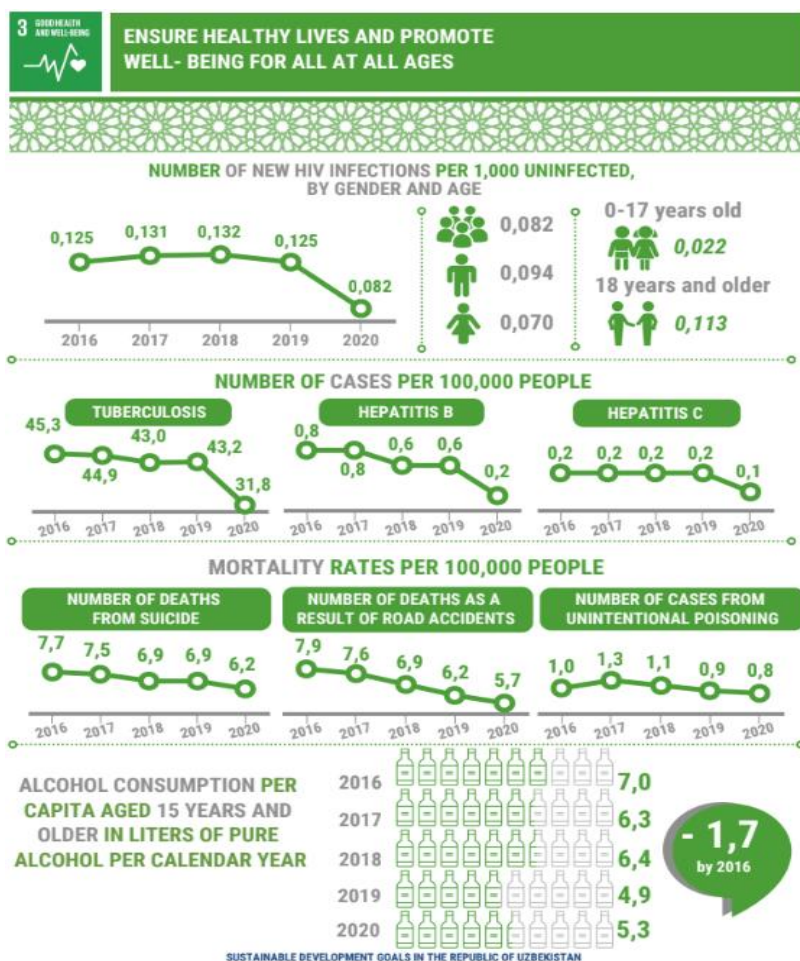 3 GOOD HEALTH
AND WELL-BEING
ENSURE HEALTHY LIVES AND PROMOTE
WELL- BEING FOR ALL AT ALL AGES
NUMBER OF NEW HIV INFECTIONS PER 1,000 UNINFECTED,
BY GENDER AND AGE
0,125 0,131 0,132 0,125 0,082
2016 2017 2018 2019 2020
0,082
0,094
0,070
0-17 years old
0,022
18 years and older
0,113
NUMBER OF CASES PER 100,000 PEOPLE
TUBERCULOSIS
45,3 44,9 43,0 43,2 31,8
2016 2017 2018 2019 2020
HEPATITIS B
0,8 0,8 0,6 0,6 0,2
2016 2017 2018 2019 2020
HEPATITIS C
0,2 0,2 0,2 0,2 0,1
2016 2017 2018 2019 2020
MORTALITY RATES PER 100,000 PEOPLE
NUMBER OF DEATHS
FROM SUICIDE
7,7 7,5 6,9 6,9 6,2
2016 2017 2018 2019 2020
NUMBER OF DEATHS AS A
RESULT OF ROAD ACCIDENTS
7,9 7,6 6,9 6,2 5,7
2016 2017 2018 2019 2020
NUMBER OF CASES FROM
UNINTENTIONAL POISONING
1,0 1,3 1,1 0,9 0,8
2016 2017 2018 2019 2020
ALCOHOL CONSUMPTION PER
CAPITA AGED 15 YEARS AND
OLDER IN LITERS OF PURE
ALCOHOL PER CALENDAR YEAR
2016 7,0
2017 6,3
2018 6,4
2019 4,9
2020 5,3
- 1,7
by 2016
SUSTAINABLE DEVELOPMENT GOALS IN THE REPUBLIC OF UZBEKISTAN